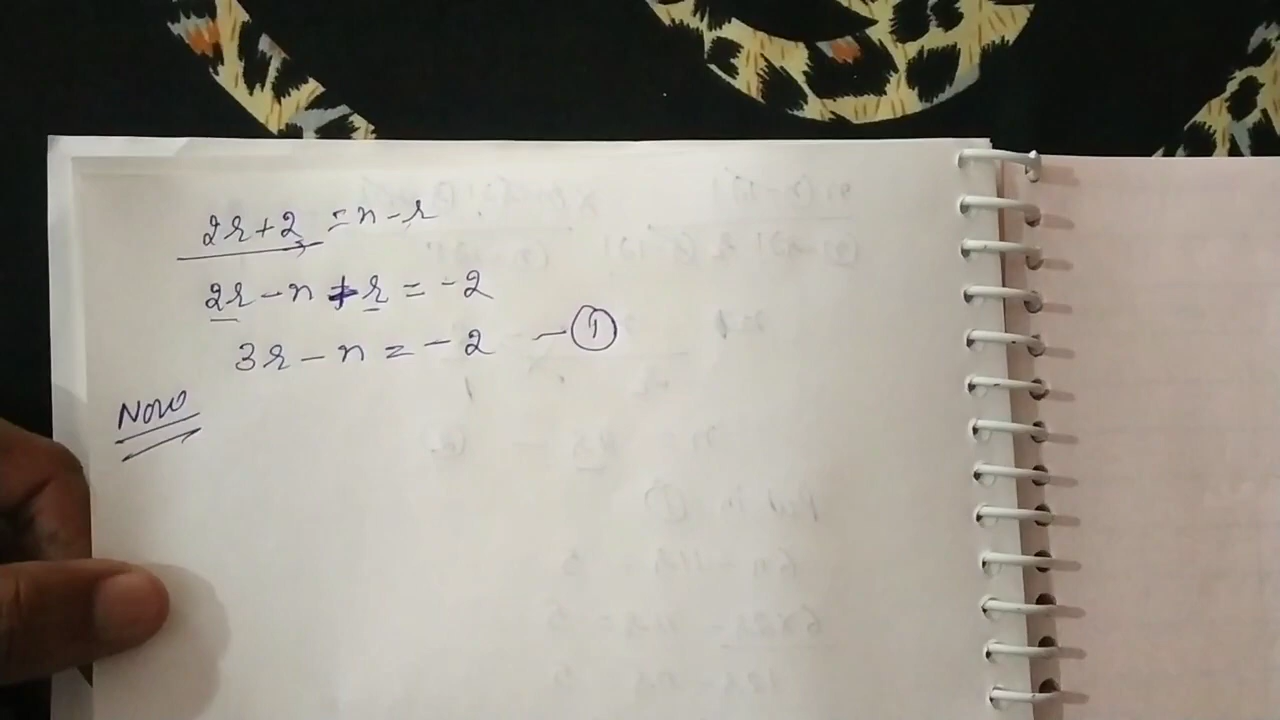 2r+2 = n-r
2r - n + r = -2
3r - n = -2 — ①
Now